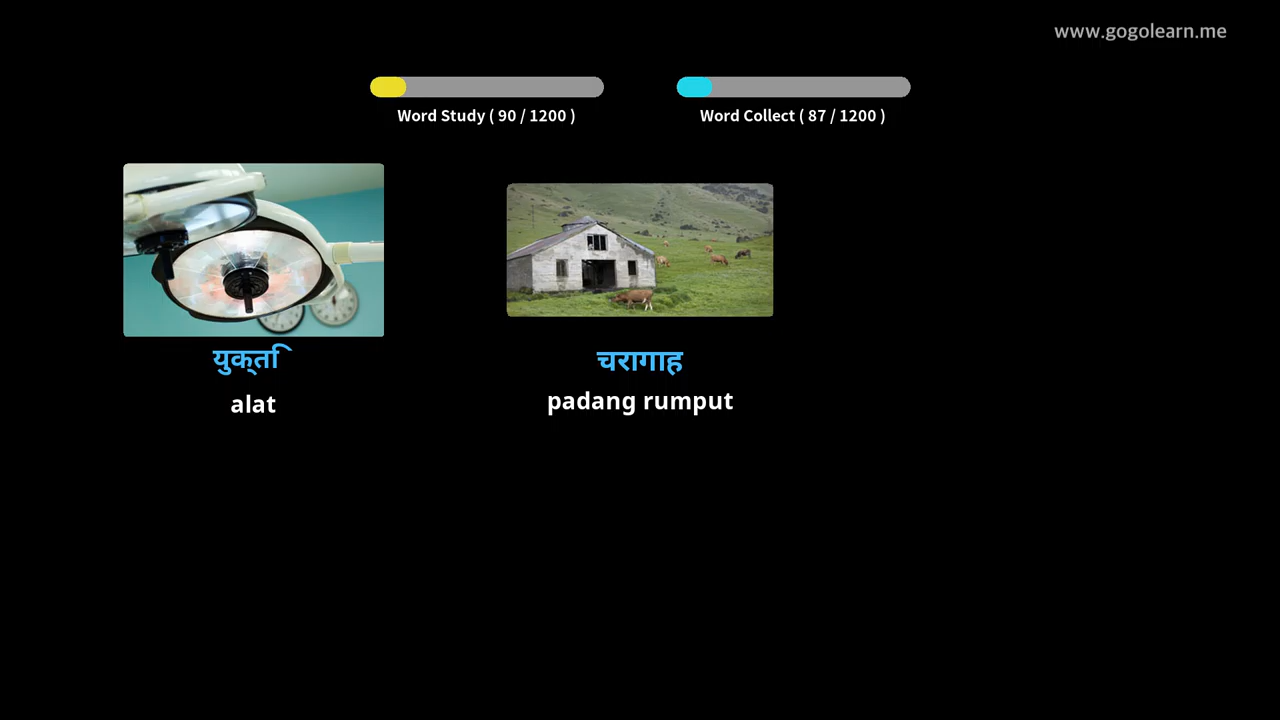 www.gogolearn.me
Word Study ( 90 / 1200 )
Word Collect ( 87 / 1200 )
युक्ति
alat
चरागाह
padang rumput